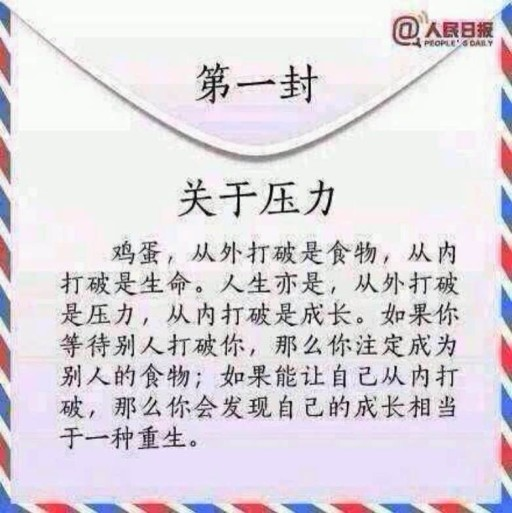 @人民日报
PEOPLE'S DAILY
第一封
关于压力
鸡蛋，从外打破是食物，从内
打破是生命。人生亦是，从外打破
是压力，从内打破是成长。如果你
等待别人打破你，那么你注定成为
别人的食物；如果能让自己从内打
破，那么你会发现自己的成长相当
于一种重生。